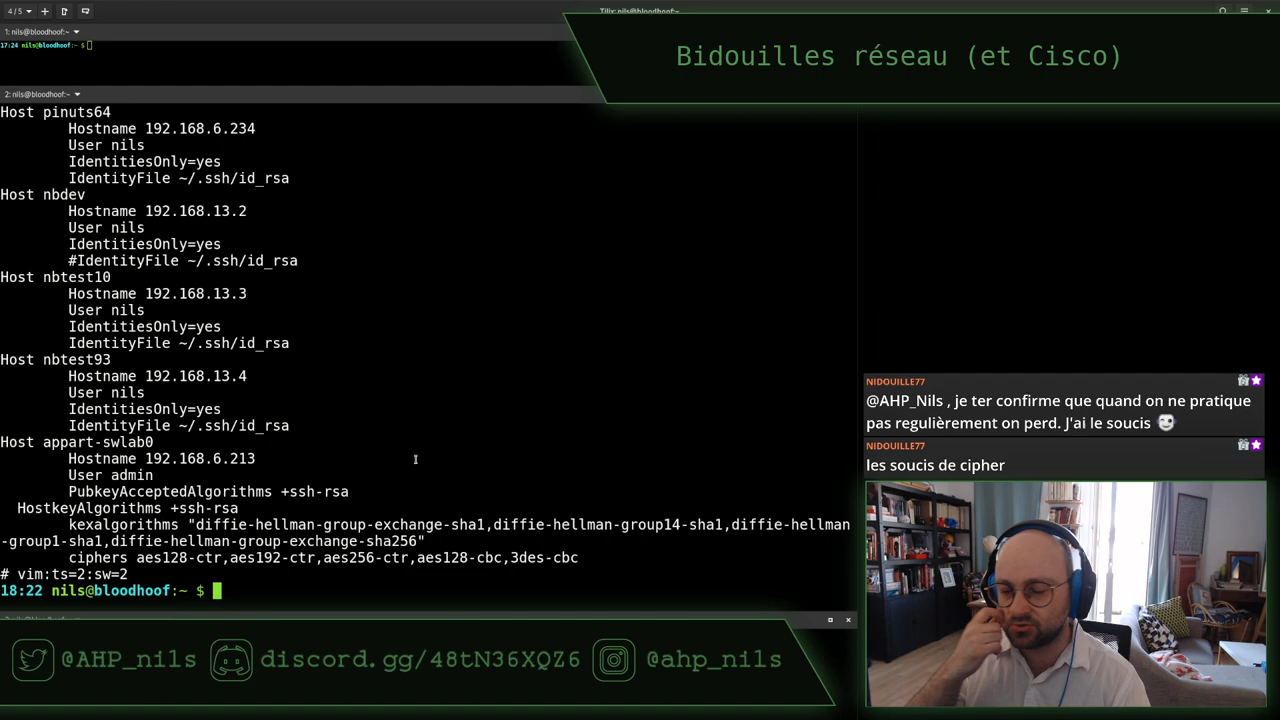 4 / 5
Tilix: nils@bloodhoof:~
1: nils@bloodhoof:~
17:24 nils@bloodhoof:~ $
Bidouilles réseau (et Cisco)
2: nils@bloodhoof:~
Host pinuts64
Hostname 192.168.6.234
User nils
IdentitiesOnly=yes
IdentityFile ~/.ssh/id_rsa
Host nbdev
Hostname 192.168.13.2
User nils
IdentitiesOnly=yes
#IdentityFile ~/.ssh/id_rsa
Host nbtest10
Hostname 192.168.13.3
User nils
IdentitiesOnly=yes
IdentityFile ~/.ssh/id_rsa
Host nbtest93
Hostname 192.168.13.4
User nils
IdentitiesOnly=yes
IdentityFile ~/.ssh/id_rsa
Host appart-swlab0
Hostname 192.168.6.213
User admin
PubkeyAcceptedAlgorithms +ssh-rsa
HostkeyAlgorithms +ssh-rsa
kexalgorithms "diffie-hellman-group-exchange-sha1,diffie-hellman-group14-sha1,diffie-hellman
-group1-sha1,diffie-hellman-group-exchange-sha256"
ciphers aes128-ctr,aes192-ctr,aes256-ctr,aes128-cbc,3des-cbc
# vim:ts=2:sw=2
18:22 nils@bloodhoof:~ $
NIDOUILLE77
@AHP_Nils , je ter confirme que quand on ne pratique
pas regulièrement on perd. J'ai le soucis
NIDOUILLE77
les soucis de cipher
@AHP_nils
discord.gg/48tN36XQZ6
@ahp_nils